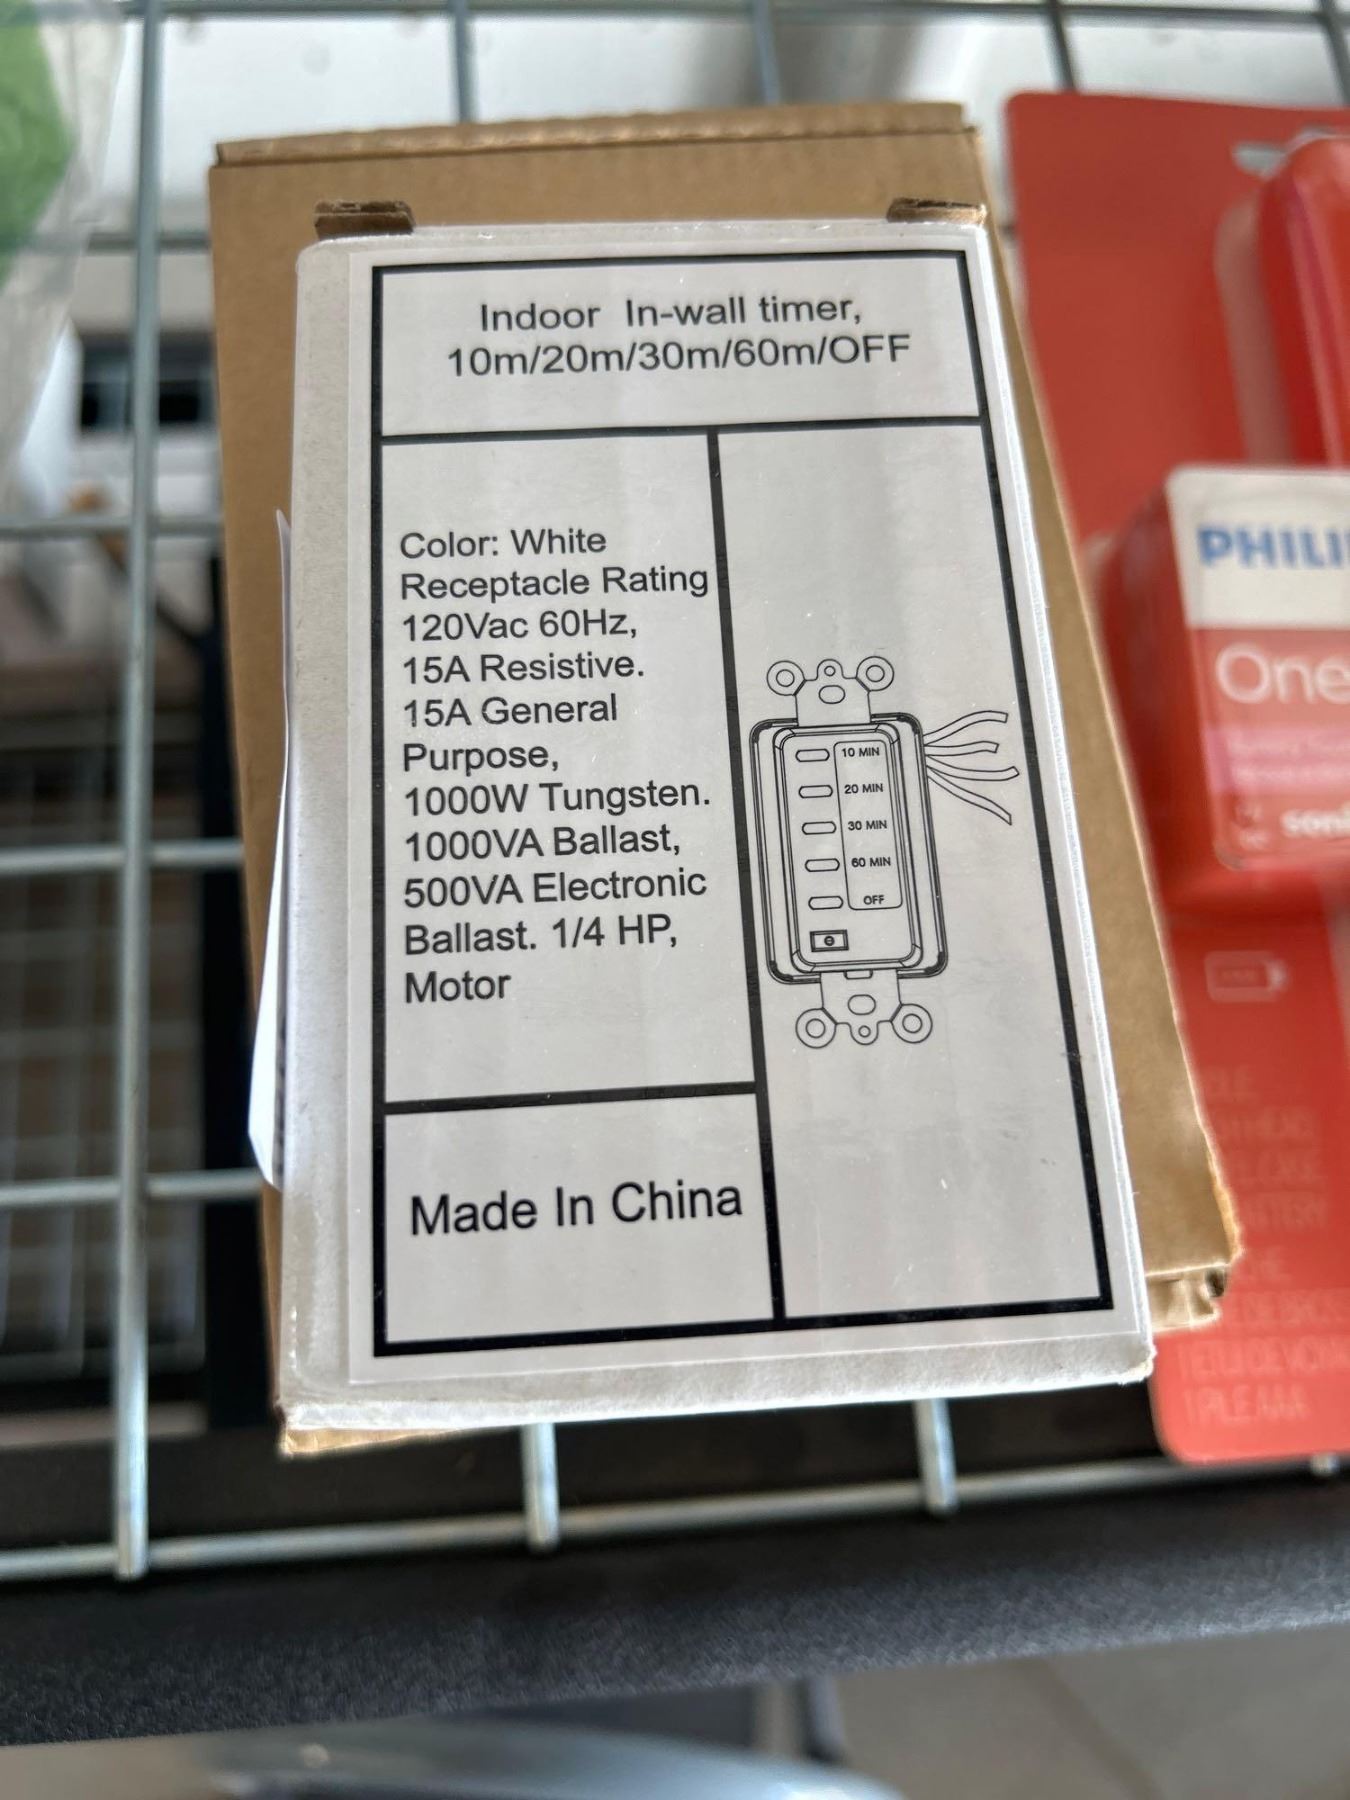 Indoor In-wall timer,
10m/20m/30m/60m/OFF
Color: White
Receptacle Rating
120Vac 60Hz,
15A Resistive.
15A General
Purpose,
1000W Tungsten.
1000VA Ballast,
500VA Electronic
Ballast. 1/4 HP,
Motor
10 MIN
20 MIN
30 MIN
60 MIN
OFF
Made In China
One